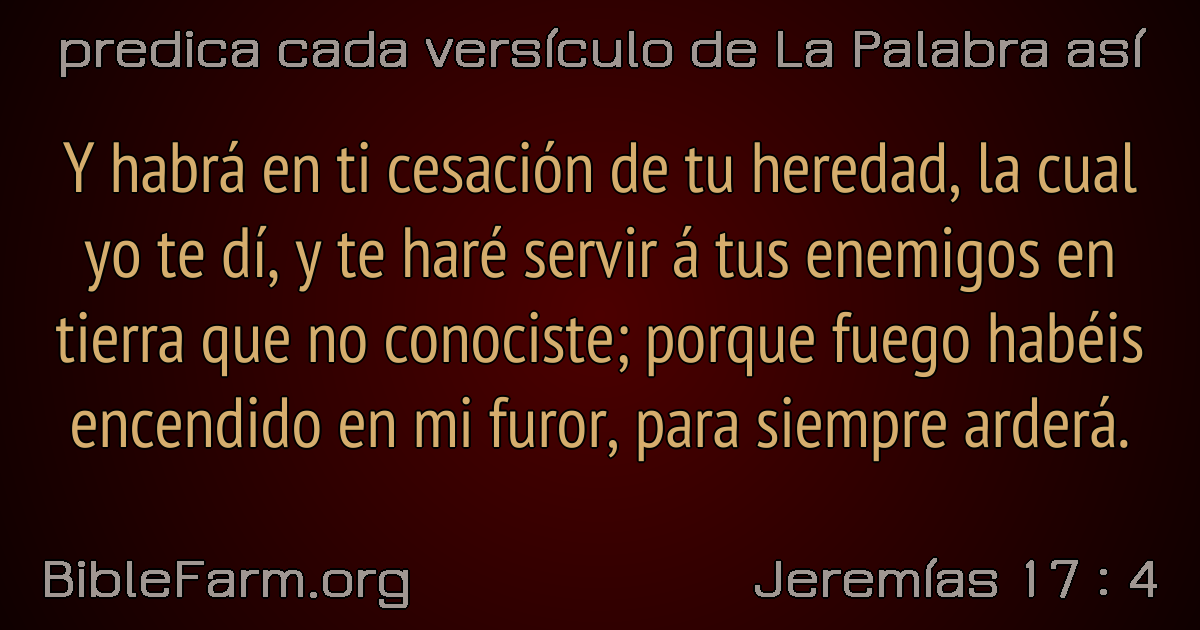 predica cada versículo de La Palabra así
Y habrá en ti cesación de tu heredad, la cual
yo te dí, y te haré servir á tus enemigos en
tierra que no conociste; porque fuego habéis
encendido en mi furor, para siempre arderá.
BibleFarm.org
Jeremías 17 : 4